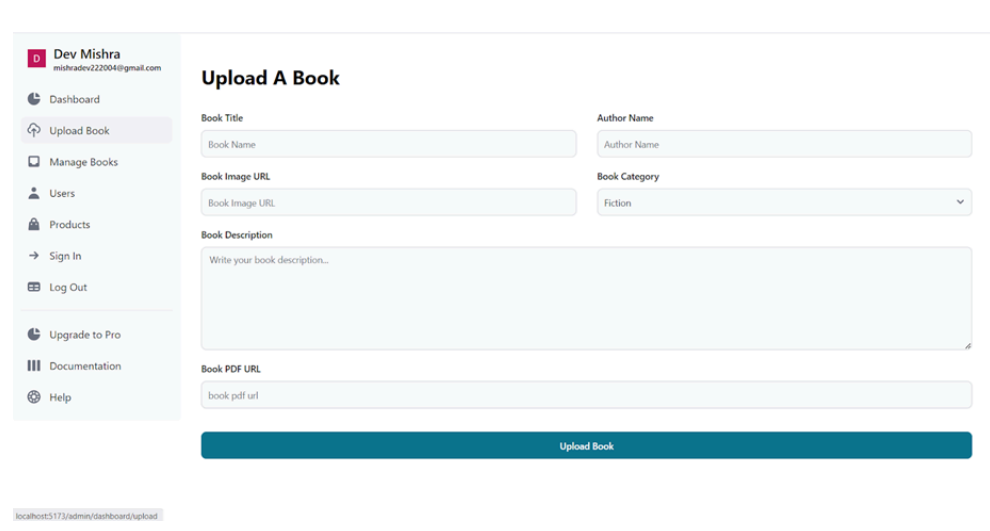 D
Dev Mishra
mishradev222004@gmail.com
Dashboard
Upload Book
Manage Books
Users
Products
Sign In
Log Out
Upgrade to Pro
Documentation
Help
Upload A Book
Book Title
Book Name
Author Name
Author Name
Book Image URL
Book Image URL
Book Category
Fiction
Book Description
Write your book description...
Book PDF URL
book pdf url
Upload Book
localhost:5173/admin/dashboard/upload